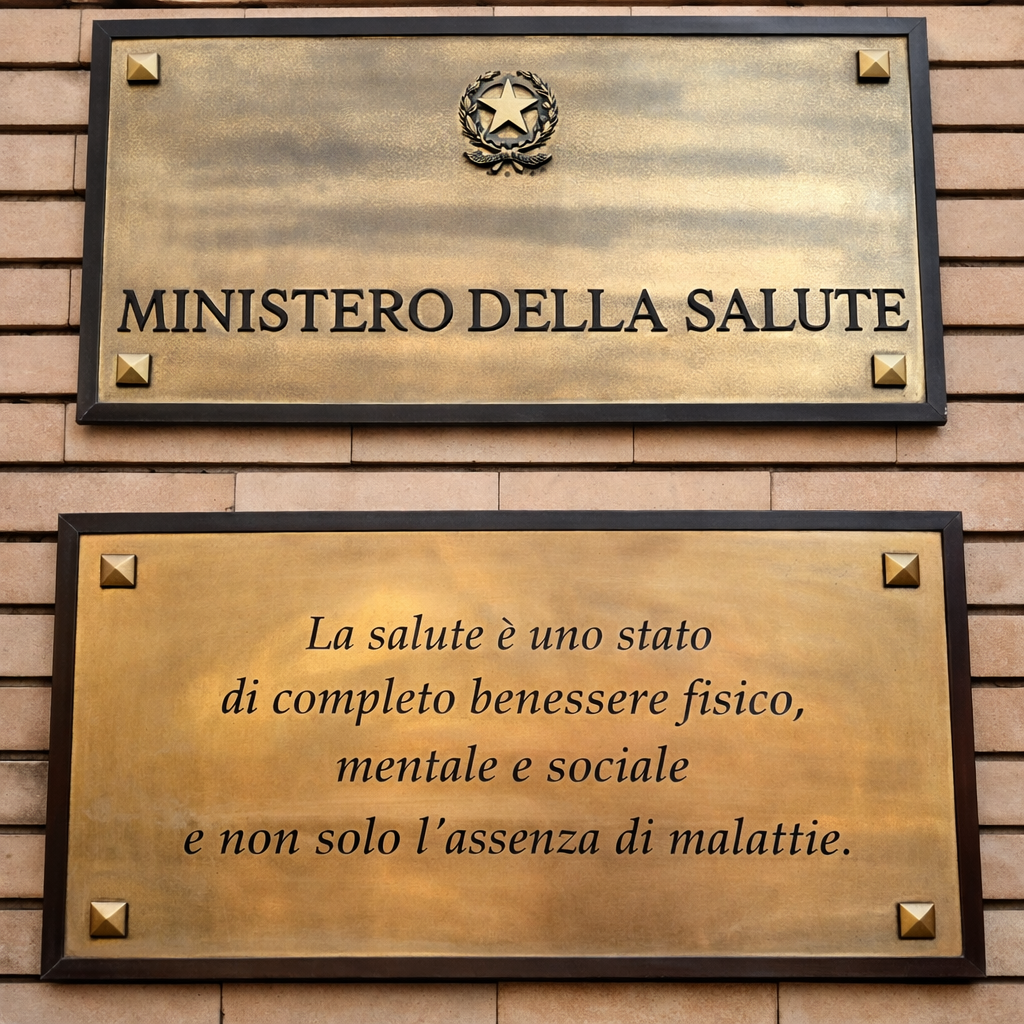 MINISTERO DELLA SALUTE
La salute è uno stato
di completo benessere fisico,
mentale e sociale
e non solo l'assenza di malattie.